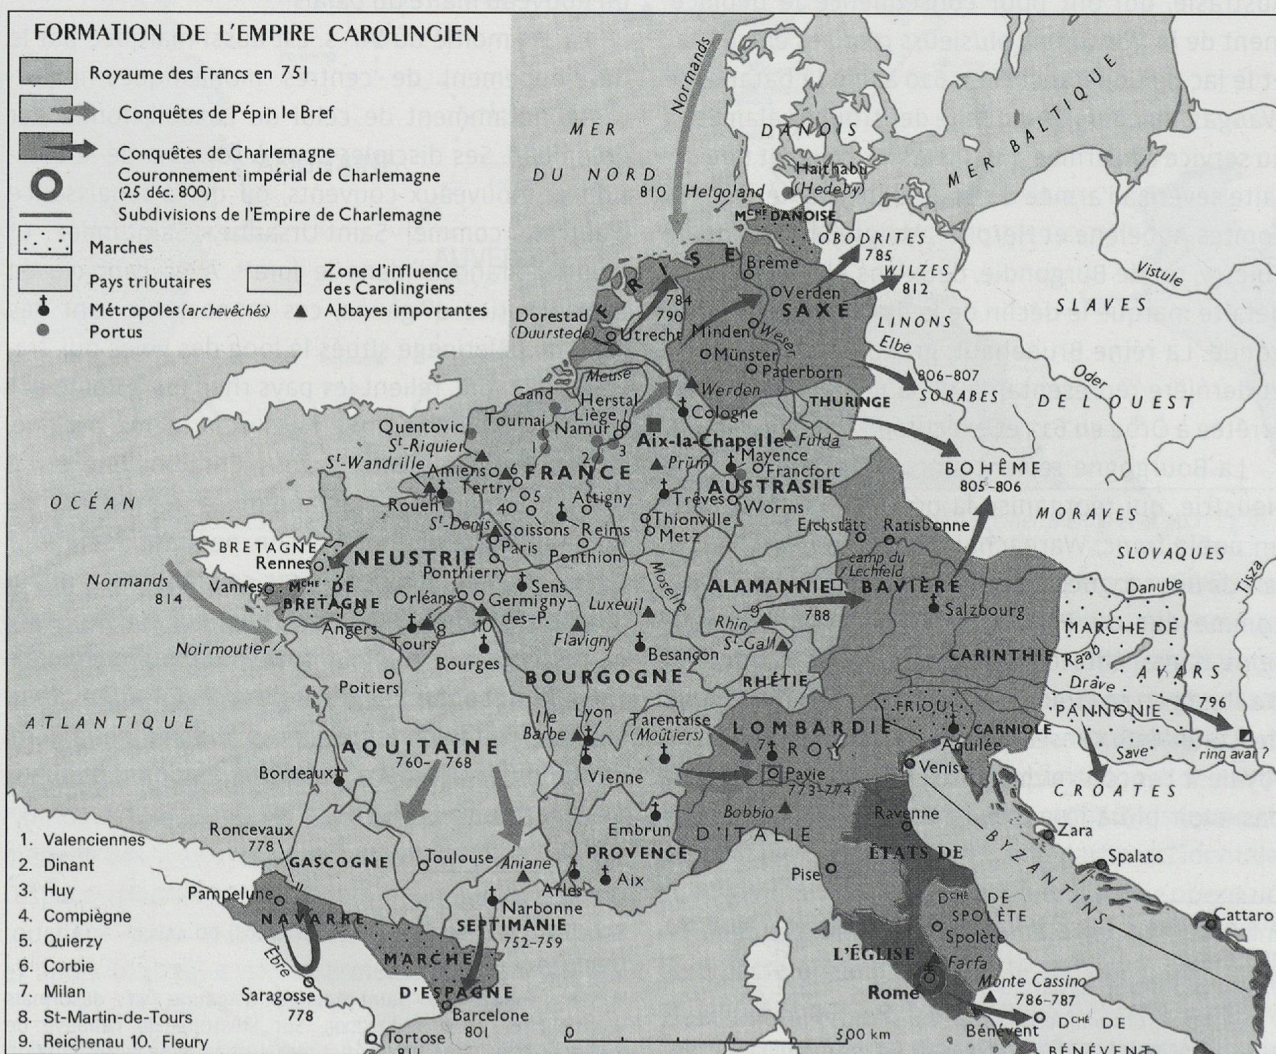 FORMATION DE L'EMPIRE CAROLINGIEN
Royaume des Francs en 751
Conquêtes de Pépin le Bref
Conquêtes de Charlemagne
Couronnement impérial de Charlemagne
(25 déc. 800)
Subdivisions de l'Empire de Charlemagne
Marches
Pays tributaires
Zone d'influence
des Carolingiens
Métropoles (archevêchés)
Abbayes importantes
Portus
Normands
810
MER
DU NORD
DANOIS
MER BALTIQUE
Haithabu
(Hedeby)
Helgoland
MCHÉ DANOISE
OBODRITES
785
WILZES
812
Vistule
SLAVES
DE L'OUEST
LINONS
Elbe
Oder
806-807
SORABES
FRISE
784
790
Brême
Verden
SAXE
Dorestad
(Duurstede)
Utrecht
Minden
Weser
Münster
Paderborn
Meuse
Werden
THURINGE
Gand
Herstal
Liège
Cologne
Tournai
Namur
Quentovic
St-Riquier
St-Wandrille
Aix-la-Chapelle
Fulda
1
2
3
Amiens
6
FRANCE
Prüm
Mayence
Francfort
BOHÊME
805-806
Tertry
5
4
Attigny
Trèves
AUSTRASIE
Worms
Rouen
St-Denis
Soissons
Reims
Thionville
Metz
Eichstätt
Ratisbonne
MORAVES
OCÉAN
ATLANTIQUE
BRETAGNE
Rennes
NEUSTRIE
Paris
Ponthion
SLOVAQUES
Normands
814
Vannes
MCHÉ DE
BRETAGNE
Ponthierry
Sens
Moselle
camp du
Lechfeld
ALAMANNIE
BAVIÈRE
Danube
Tisza
Orléans
Germigny-
des-P.
Luxeuil
9
788
Salzbourg
Noirmoutier
Angers
Tours
8
10
Flavigny
Rhin
St-Gall
MARCHE DE
Bourges
Besançon
CARINTHIE
Raab
AVARS
Poitiers
BOURGOGNE
RHÉTIE
Drave
796
PANNONIE
Save
ring avar ?
Ile
Barbe
Lyon
Tarentaise
(Moûtiers)
LOMBARDIE
FRIOUL
CARNIOLE
Aquilée
AQUITAINE
760-768
7
ROY
D'ITALIE
Venise
CROATES
Bordeaux
Vienne
Pavie
773-774
Bobbio
Ravenne
BYZANTINS
Zara
Roncevaux
778
GASCOGNE
Toulouse
Aniane
Embrun
PROVENCE
Arles
Aix
Pise
ÉTATS DE
L'ÉGLISE
Spalato
Pampelune
NAVARRE
Narbonne
SEPTIMANIE
752-759
DCHÉ DE
SPOLÈTE
Spolète
Cattaro
Ebre
MARCHE
D'ESPAGNE
Farfa
Rome
Monte Cassino
786-787
Saragosse
778
Barcelone
801
Bénévent
DCHÉ DE
BÉNÉVENT
Tortose
811
0
500 km
1. Valenciennes
2. Dinant
3. Huy
4. Compiègne
5. Quierzy
6. Corbie
7. Milan
8. St-Martin-de-Tours
9. Reichenau 10. Fleury